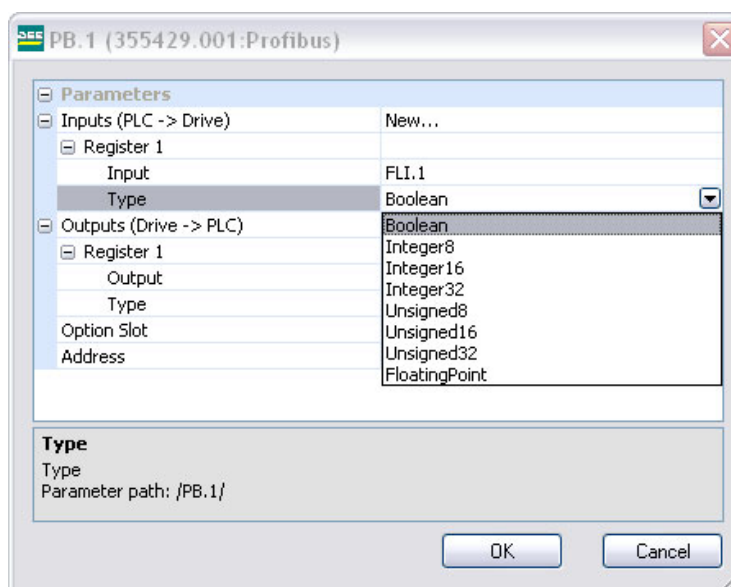 PB.1 (355429.001:Profibus)
Parameters
Inputs (PLC -> Drive) New...
Register 1
Input FLI.1
Type Boolean
Outputs (Drive -> PLC) Boolean
Register 1 Integer8
Integer16
Output Integer32
Type Unsigned8
Option Slot Unsigned16
Address Unsigned32
FloatingPoint
Type
Type
Parameter path: /PB.1/
OK Cancel